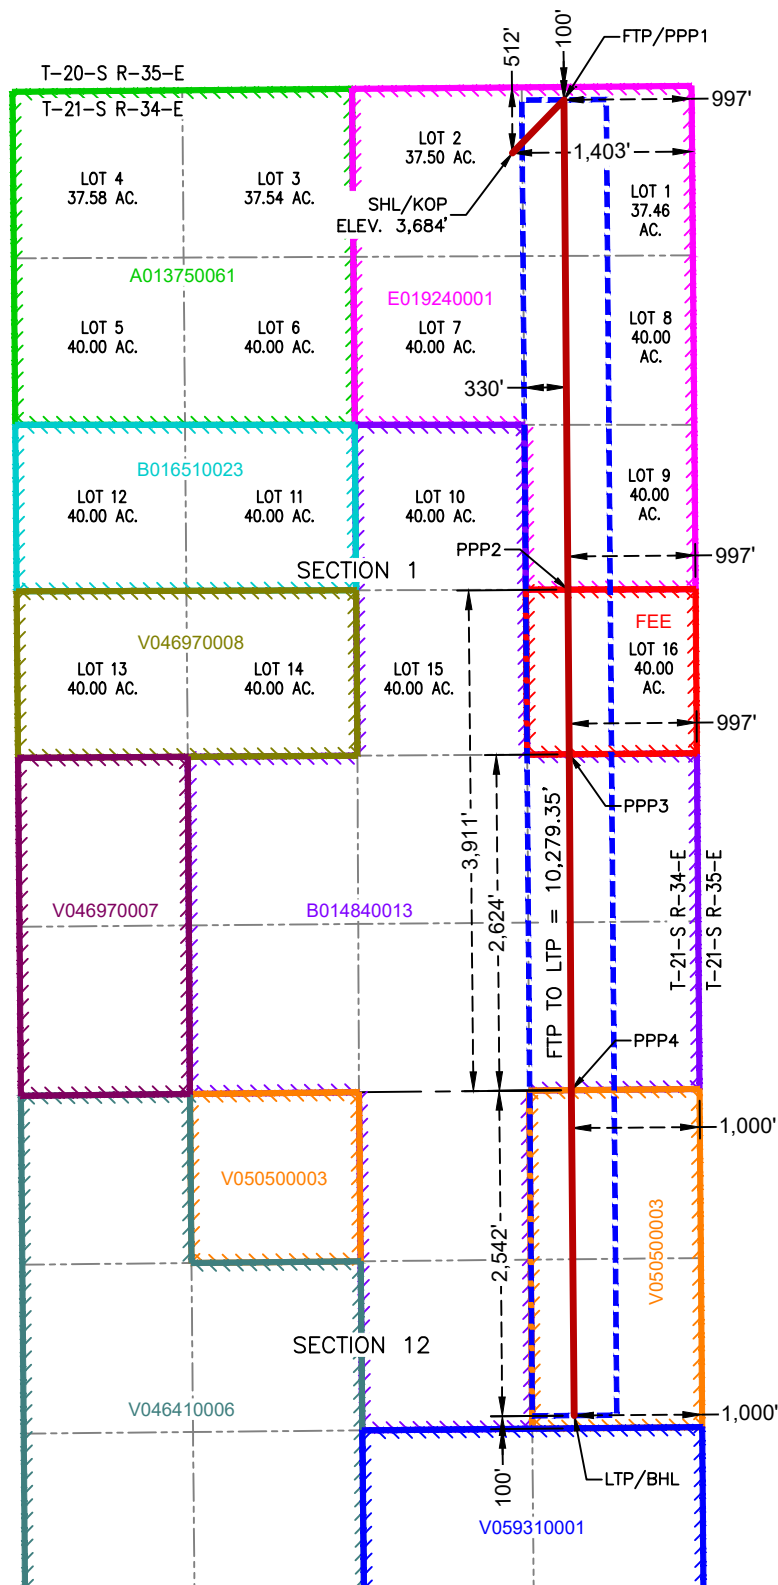 512'
100'
FTP/PPP1
T-20-S R-35-E
T-21-S R-34-E
997'
LOT 2
37.50 AC.
1,403'
LOT 4
37.58 AC.
LOT 3
37.54 AC.
LOT 1
37.46
AC.
SHL/KOP
ELEV. 3,684'
A013750061
E019240001
LOT 5
40.00 AC.
LOT 6
40.00 AC.
LOT 7
40.00 AC.
LOT 8
40.00
AC.
330'
B016510023
LOT 12
40.00 AC.
LOT 11
40.00 AC.
LOT 10
40.00 AC.
LOT 9
40.00
AC.
PPP2
997'
SECTION 1
FEE
V046970008
LOT 13
40.00 AC.
LOT 14
40.00 AC.
LOT 15
40.00 AC.
LOT 16
40.00
AC.
997'
PPP3
3,911'
2,624'
FTP TO LTP = 10,279.35'
T-21-S R-34-E
T-21-S R-35-E
V046970007
B014840013
PPP4
1,000'
V050500003
V050500003
2,542'
SECTION 12
V046410006
1,000'
100'
LTP/BHL
V059310001